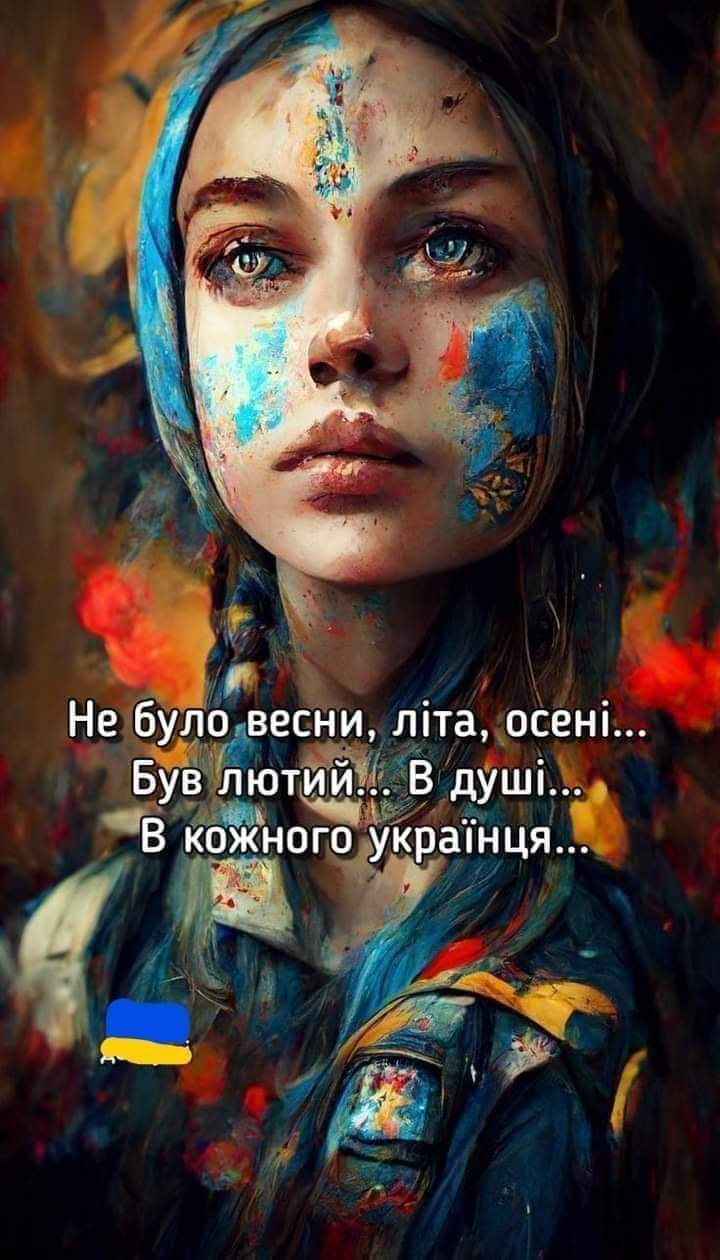 Не було весни, літа, осені...
Був лютий... В душі...
В кожного українця...